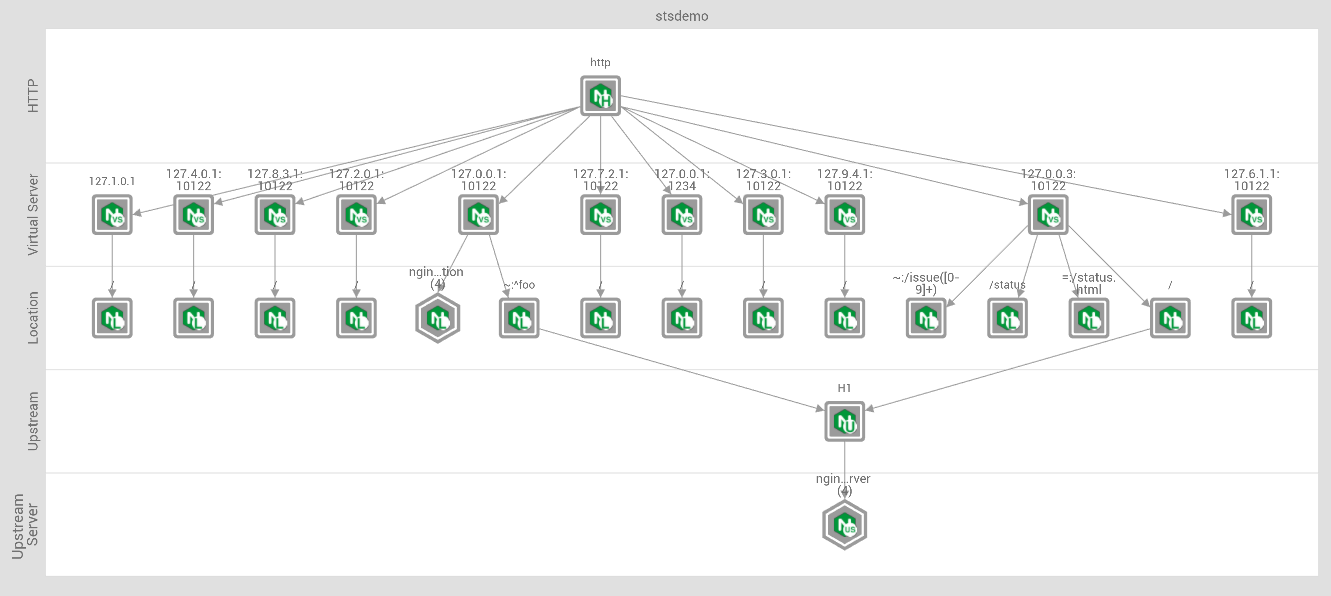 stsdemo
HTTP
http
Virtual Server
127.1.0.1
127.4.0.1:
10122
127.8.3.1:
10122
127.2.0.1:
10122
127.0.0.1:
10122
127.7.2.1:
10122
127.0.0.1:
1234
127.3.0.1:
10122
127.9.4.1:
10122
127.0.0.3:
10122
127.6.1.1:
10122
Location
/
/
/
/
ngin...tion
(4)
~:^foo
/
/
/
/
~:/issue([0-
9]+)
/status
=:/status.
html
/
/
Upstream
H1
Upstream
Server
ngin...rver
(4)